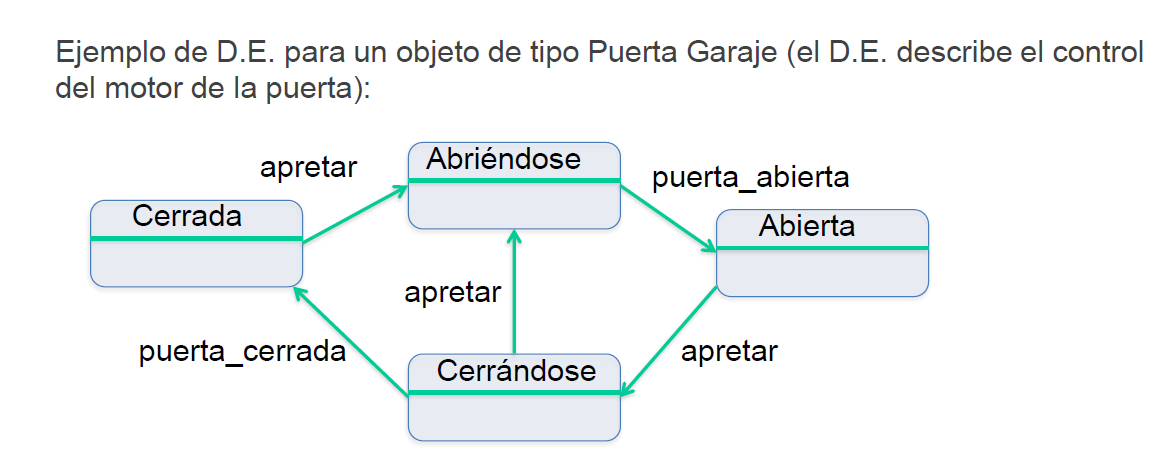 Ejemplo de D.E. para un objeto de tipo Puerta Garaje (el D.E. describe el control
del motor de la puerta):
apretar
Abriéndose
puerta_abierta
Cerrada
Abierta
apretar
puerta_cerrada
apretar
Cerrándose